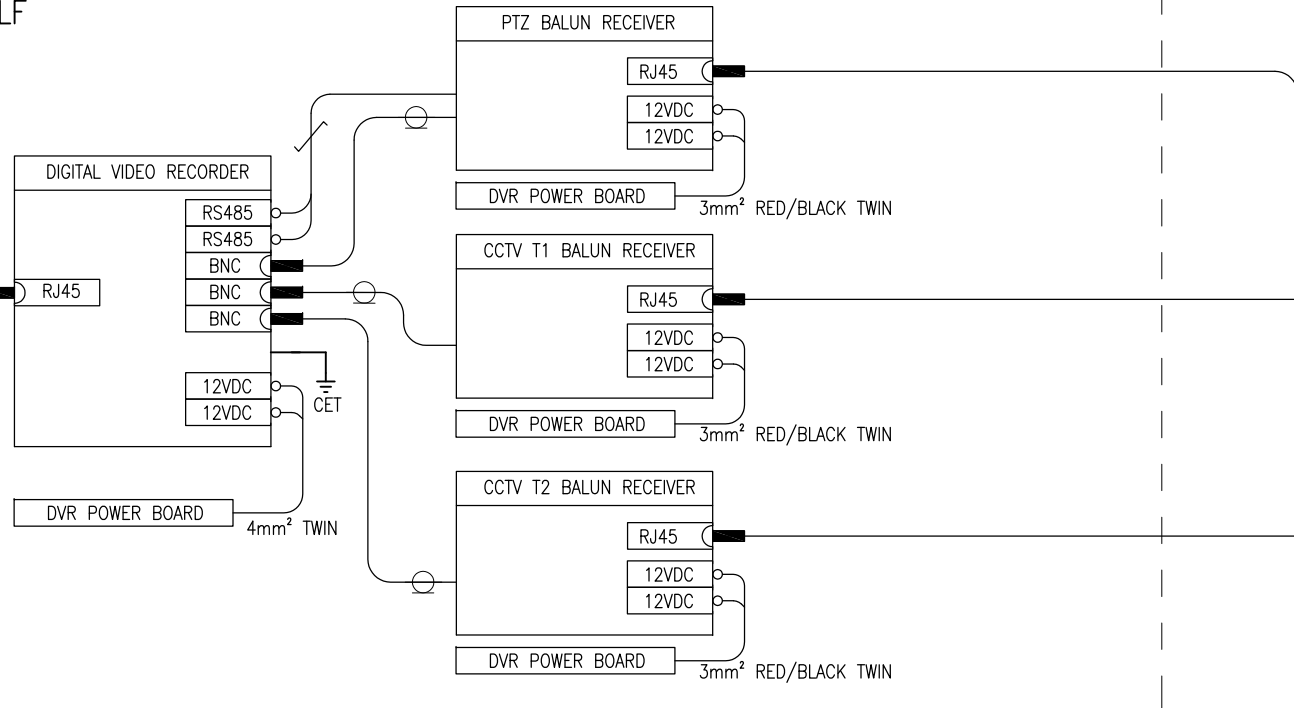 LF
PTZ BALUN RECEIVER
RJ45
12VDC
12VDC
DVR POWER BOARD
3mm² RED/BLACK TWIN
DIGITAL VIDEO RECORDER
RS485
RS485
BNC
BNC
BNC
RJ45
12VDC
12VDC
CET
DVR POWER BOARD
4mm² TWIN
CCTV T1 BALUN RECEIVER
RJ45
12VDC
12VDC
DVR POWER BOARD
3mm² RED/BLACK TWIN
CCTV T2 BALUN RECEIVER
RJ45
12VDC
12VDC
DVR POWER BOARD
3mm² RED/BLACK TWIN